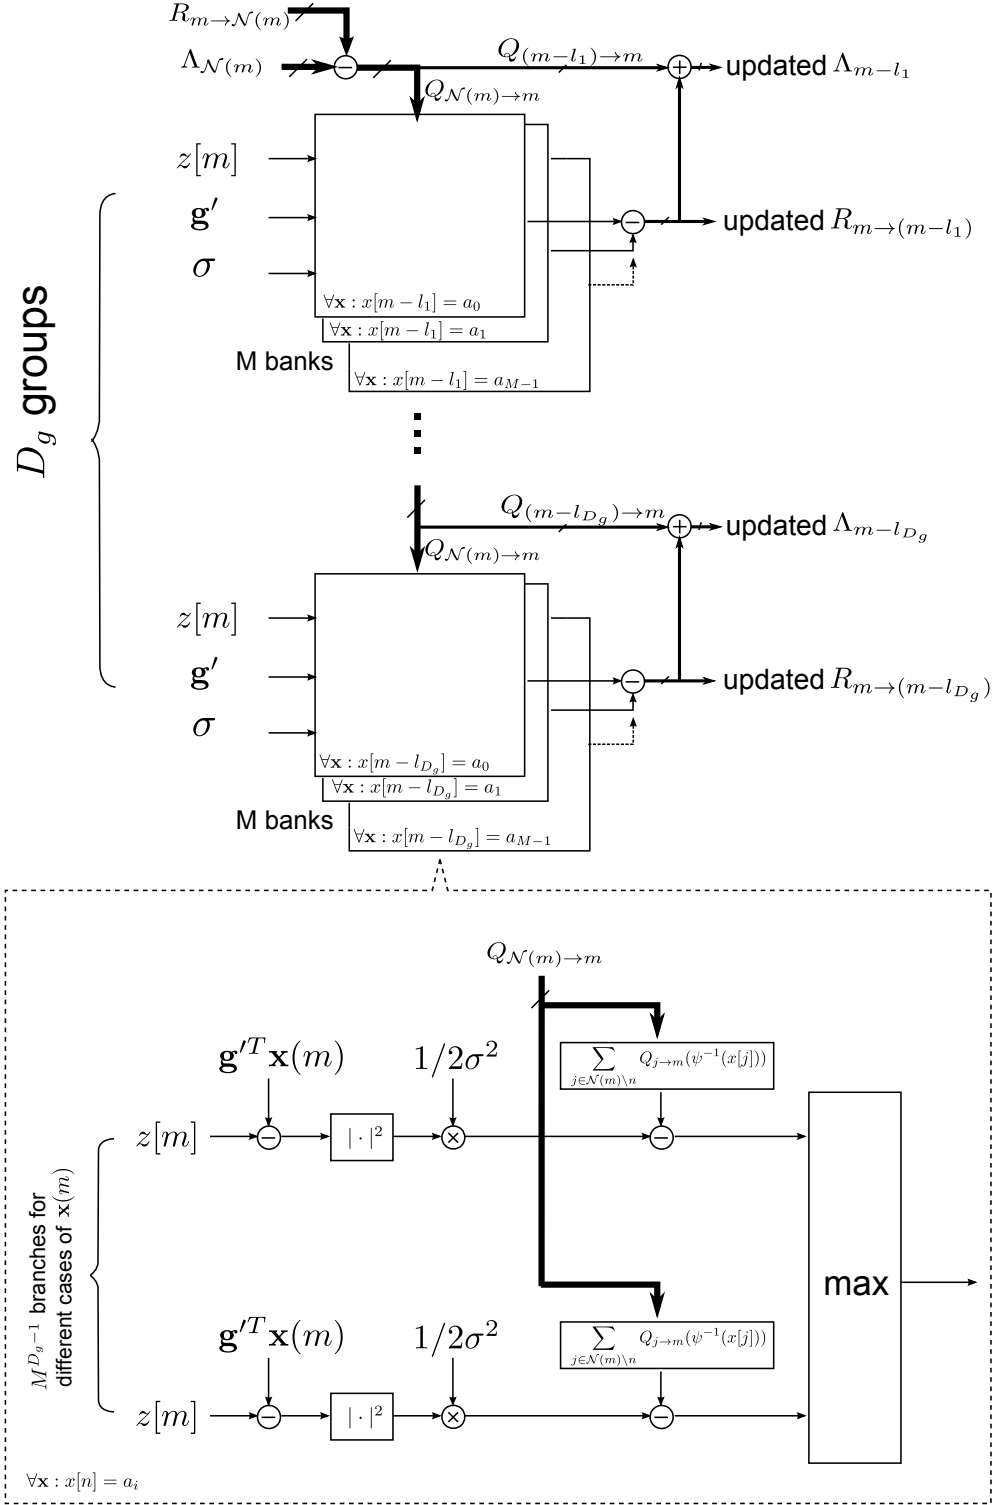 R_{m→𝒩(m)}
Λ_{𝒩(m)}
−
Q_{(m−l_1)→m}
+
updated Λ_{m−l_1}
Q_{𝒩(m)→m}
z[m]
g′
σ
−
updated R_{m→(m−l_1)}
∀x : x[m − l_1] = a_0
∀x : x[m − l_1] = a_1
∀x : x[m − l_1] = a_{M−1}
M banks
D_g groups
Q_{(m−l_{D_g})→m}
+
updated Λ_{m−l_{D_g}}
Q_{𝒩(m)→m}
z[m]
g′
σ
−
updated R_{m→(m−l_{D_g})}
∀x : x[m − l_{D_g}] = a_0
∀x : x[m − l_{D_g}] = a_1
∀x : x[m − l_{D_g}] = a_{M−1}
M banks
Q_{𝒩(m)→m}
g′^T x(m)
1/2σ^2
∑_{j∈𝒩(m)\n} Q_{j→m}(ψ^{−1}(x[j]))
z[m]
−
| · |^2
×
−
M^{D_g−1} branches for
different cases of x(m)
max
g′^T x(m)
1/2σ^2
∑_{j∈𝒩(m)\n} Q_{j→m}(ψ^{−1}(x[j]))
z[m]
−
| · |^2
×
−
∀x : x[n] = a_i